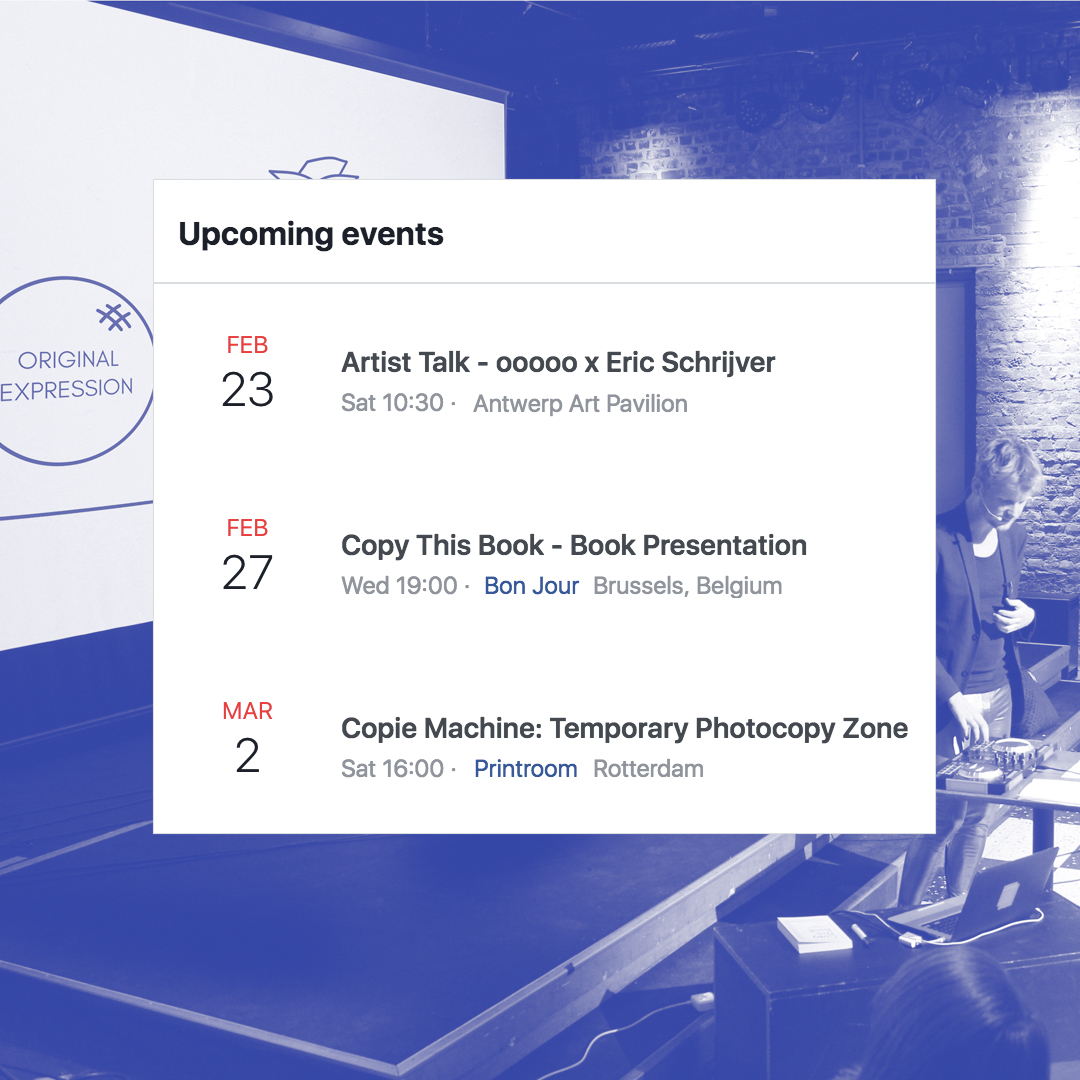 ORIGINAL
EXPRESSION
Upcoming events
FEB
23
Artist Talk - ooooo x Eric Schrijver
Sat 10:30 · Antwerp Art Pavilion
FEB
27
Copy This Book - Book Presentation
Wed 19:00 · Bon Jour Brussels, Belgium
MAR
2
Copie Machine: Temporary Photocopy Zone
Sat 16:00 · Printroom Rotterdam